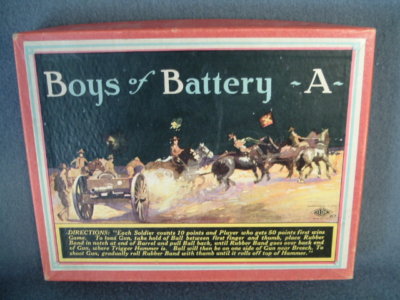 Boys of Battery -A-
DIRECTIONS: "Each Soldier counts 10 points and Player who gets 50 points first wins
Game. To load Gun, take hold of Ball between first finger and thumb, place Rubber
Band in notch at end of Barrel and pull Ball back, until Rubber Band goes over back end
of Gun, where Trigger Hammer is. Ball will then be on one side of Gun near Breech. To
shoot Gun, gradually roll Rubber Band with thumb until it rolls off top of Hammer."